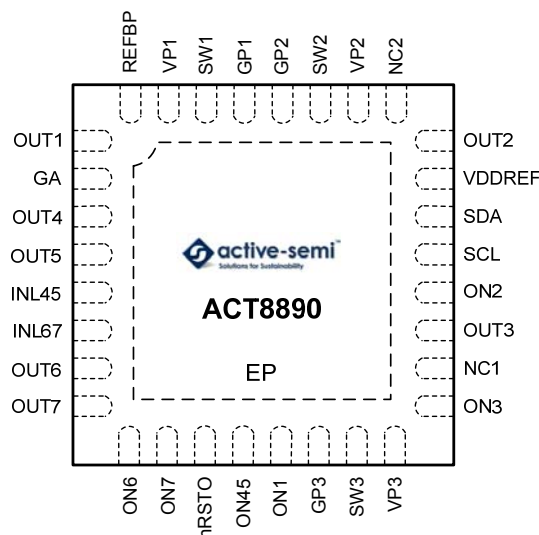 REFBP
VP1
SW1
GP1
GP2
SW2
VP2
NC2
OUT1
GA
OUT4
OUT5
INL45
INL67
OUT6
OUT7
OUT2
VDDREF
SDA
SCL
ON2
OUT3
NC1
ON3
active-semi™
Solutions for Sustainability
ACT8890
EP
ON6
ON7
nRSTO
ON45
ON1
GP3
SW3
VP3